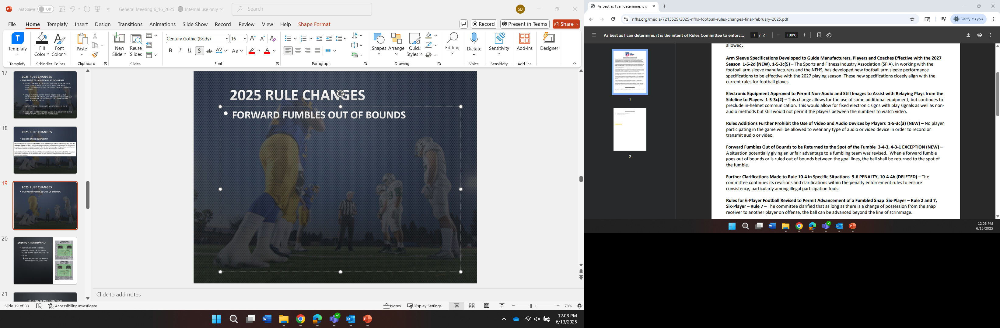 AutoSave Off
General Meeting 6_16_2025 Internal use only
Search
SD
File Home Templafy Insert Design Transitions Animations Slide Show Record Review View Help Shape Format
Record Present in Teams Share
Templafy
Fill Color
Font Color
Paste
New Slide
Reuse Slides
Century Gothic (Body) 16
Shapes Arrange Quick Styles
Editing
Dictate
Sensitivity
Add-ins
Designer
Templafy Schindler Colors Clipboard Slides Font Paragraph Drawing Voice Sensitivity Add-ins
17
2025 RULE CHANGES
MOUTHPIECES – CLARITY ON ATTACHMENTS
18
2025 RULE CHANGES
ELECTRONIC EQUIPMENT
19
2025 RULE CHANGES
FORWARD FUMBLES OUT OF BOUNDS
20
ENDING A PERIOD/HALF
21
ENDING A PERIOD/HALF
2025 RULE CHANGES
• FORWARD FUMBLES OUT OF BOUNDS
Click to add notes
Slide 19 of 33
Accessibility: Investigate
Notes Display Settings
78%
12:08 PM
6/13/2025
As best as I can determine, it is
nfhs.org/media/7213529/2025-nfhs-football-rules-changes-final-february-2025.pdf
Verify it's you
As best as I can determine, it is the intent of Rules Committee to enforc...
1 / 2
100%
1
2
allowed.
Arm Sleeve Specifications Developed to Guide Manufacturers, Players and Coaches Effective with the 2027
Season 1-5-2d (NEW), 1-5-3c(5) – The Sports and Fitness Industry Association (SFIA), in working with the
football arm sleeve manufacturers and the NFHS, has developed new football arm sleeve performance
specifications to be effective with the 2027 playing season. These new specifications closely align with the
current rules for football gloves.
Electronic Equipment Approved to Permit Non-Audio and Still Images to Assist with Relaying Plays from the
Sideline to Players 1-5-3c(2) – This change allows for the use of some additional equipment, but continues to
preclude in-helmet communication. This would allow for fixed electronic signs with play signals as well as non-
audio methods but still would not permit the players between the numbers to watch video.
Rules Additions Further Prohibit the Use of Video and Audio Devices by Players 1-5-3c(3) (NEW) – No player
participating in the game will be allowed to wear any type of audio or video device in order to record or
transmit audio or video.
Forward Fumbles Out of Bounds to be Returned to the Spot of the Fumble 3-4-3, 4-3-1 EXCEPTION (NEW) –
A situation potentially giving an unfair advantage to a fumbling team was revised. When a forward fumble
goes out of bounds or is ruled out of bounds between the goal lines, the ball shall be returned to the spot of
the fumble.
Further Clarifications Made to Rule 10-4 in Specific Situations 9-6 PENALTY, 10-4-4b (DELETED) – The
committee continues its revisions and clarifications within the penalty enforcement rules to ensure
consistency, particularly among illegal participation fouls.
Rules for 6-Player Football Revised to Permit Advancement of a Fumbled Snap Six-Player – Rule 2 and 7,
Six-Player – Rule 7 – The committee clarified that as long as there is a change of possession from the snap
receiver to another player on offense, the ball can be advanced beyond the line of scrimmage.
12:08 PM
6/13/2025